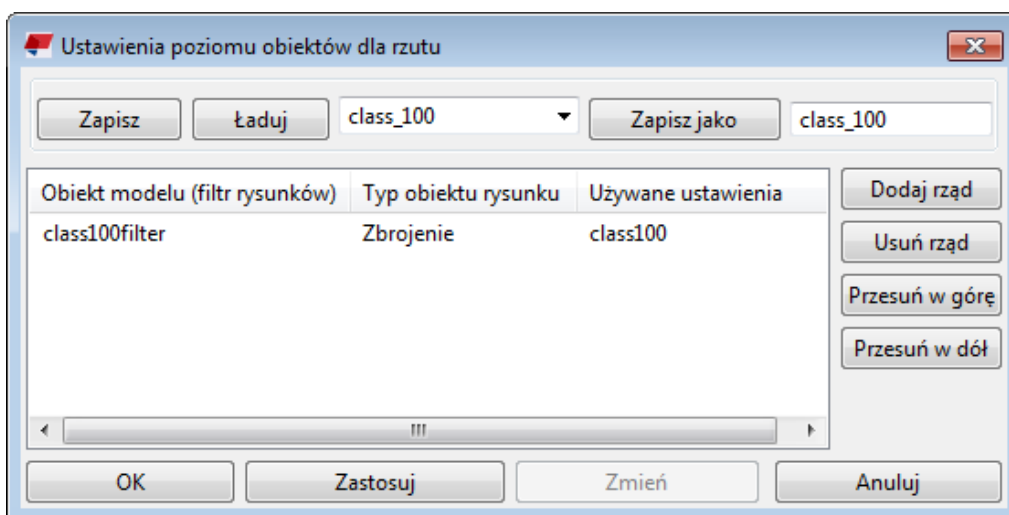 Ustawienia poziomu obiektów dla rzutu
Zapisz Ładuj class_100 Zapisz jako class_100
Obiekt modelu (filtr rysunków) Typ obiektu rysunku Używane ustawienia
class100filter Zbrojenie class100
Dodaj rząd
Usuń rząd
Przesuń w górę
Przesuń w dół
OK Zastosuj Zmień Anuluj